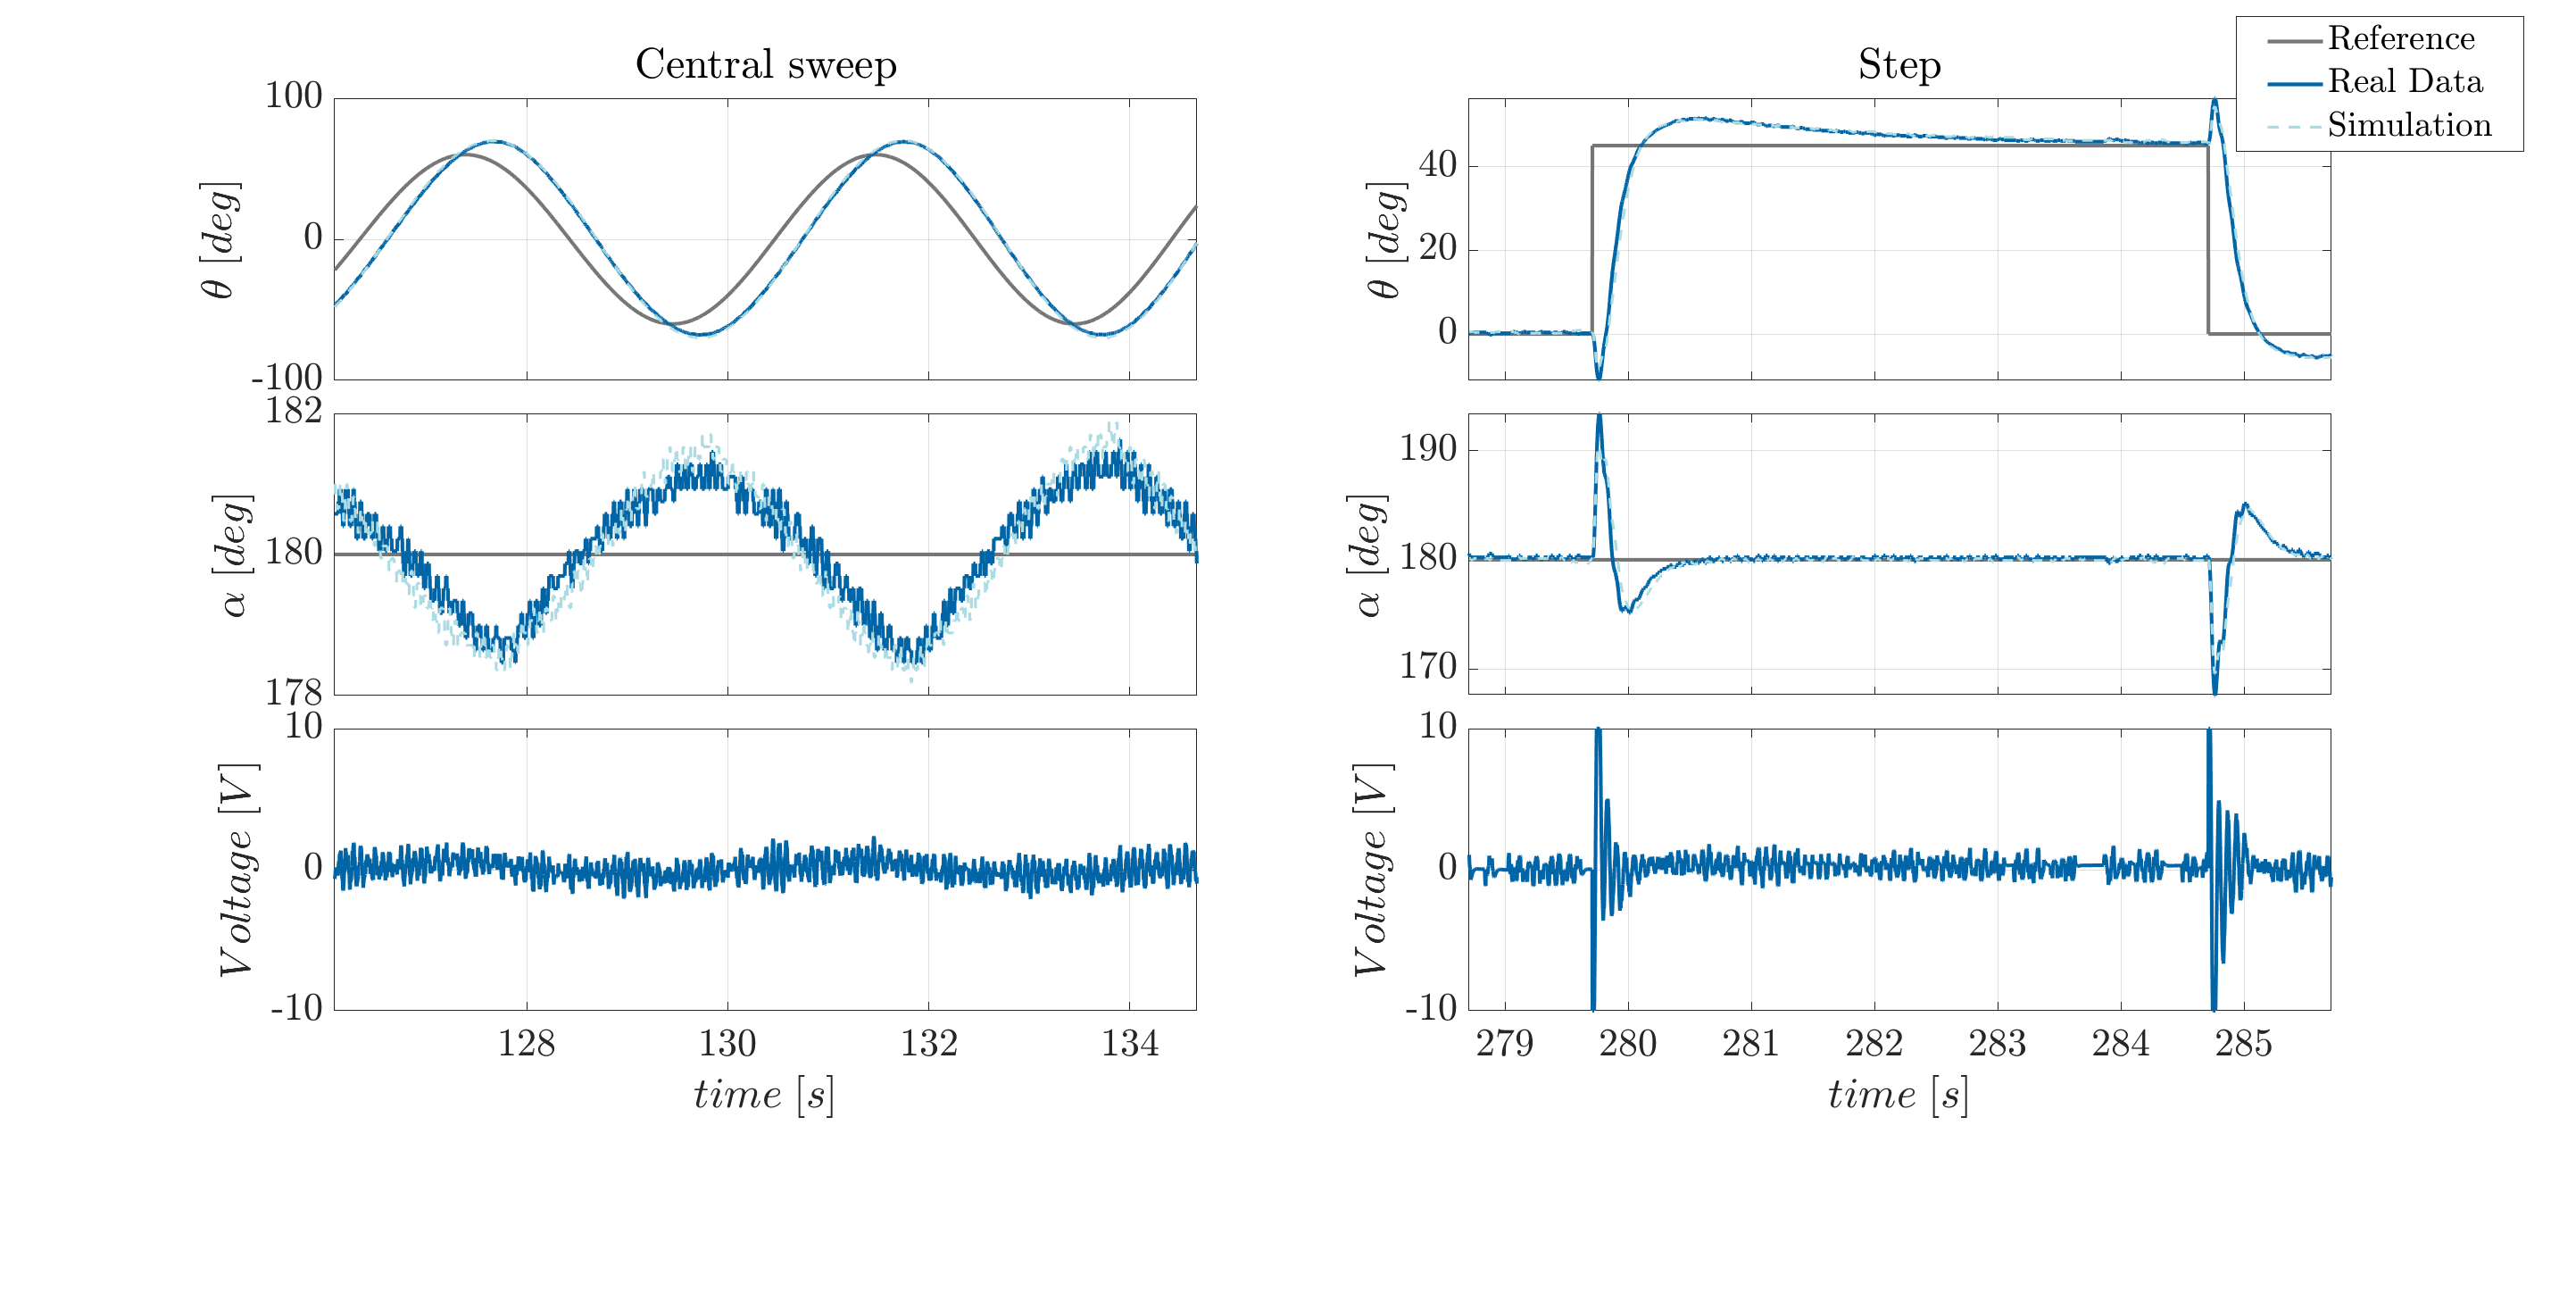 Central sweep
100
0
-100
θ [deg]
182
180
178
α [deg]
10
0
-10
Voltage [V]
128 130 132 134
time [s]
Step
Reference
Real Data
Simulation
40
20
0
θ [deg]
190
180
170
α [deg]
10
0
-10
Voltage [V]
279 280 281 282 283 284 285
time [s]